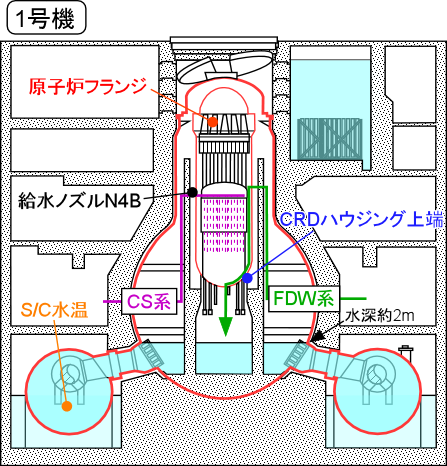 1号機
原子炉フランジ
給水ノズルN4B
CRDハウジング上端
CS系
FDW系
S/C水温
水深約2m